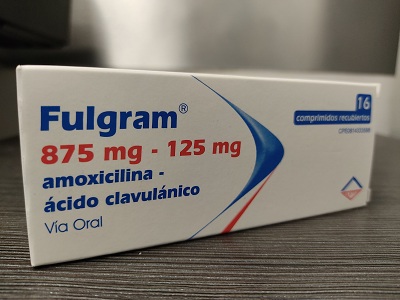 Fulgram®
875 mg - 125 mg
amoxicilina -
ácido clavulánico
Vía Oral
16
comprimidos recubiertos